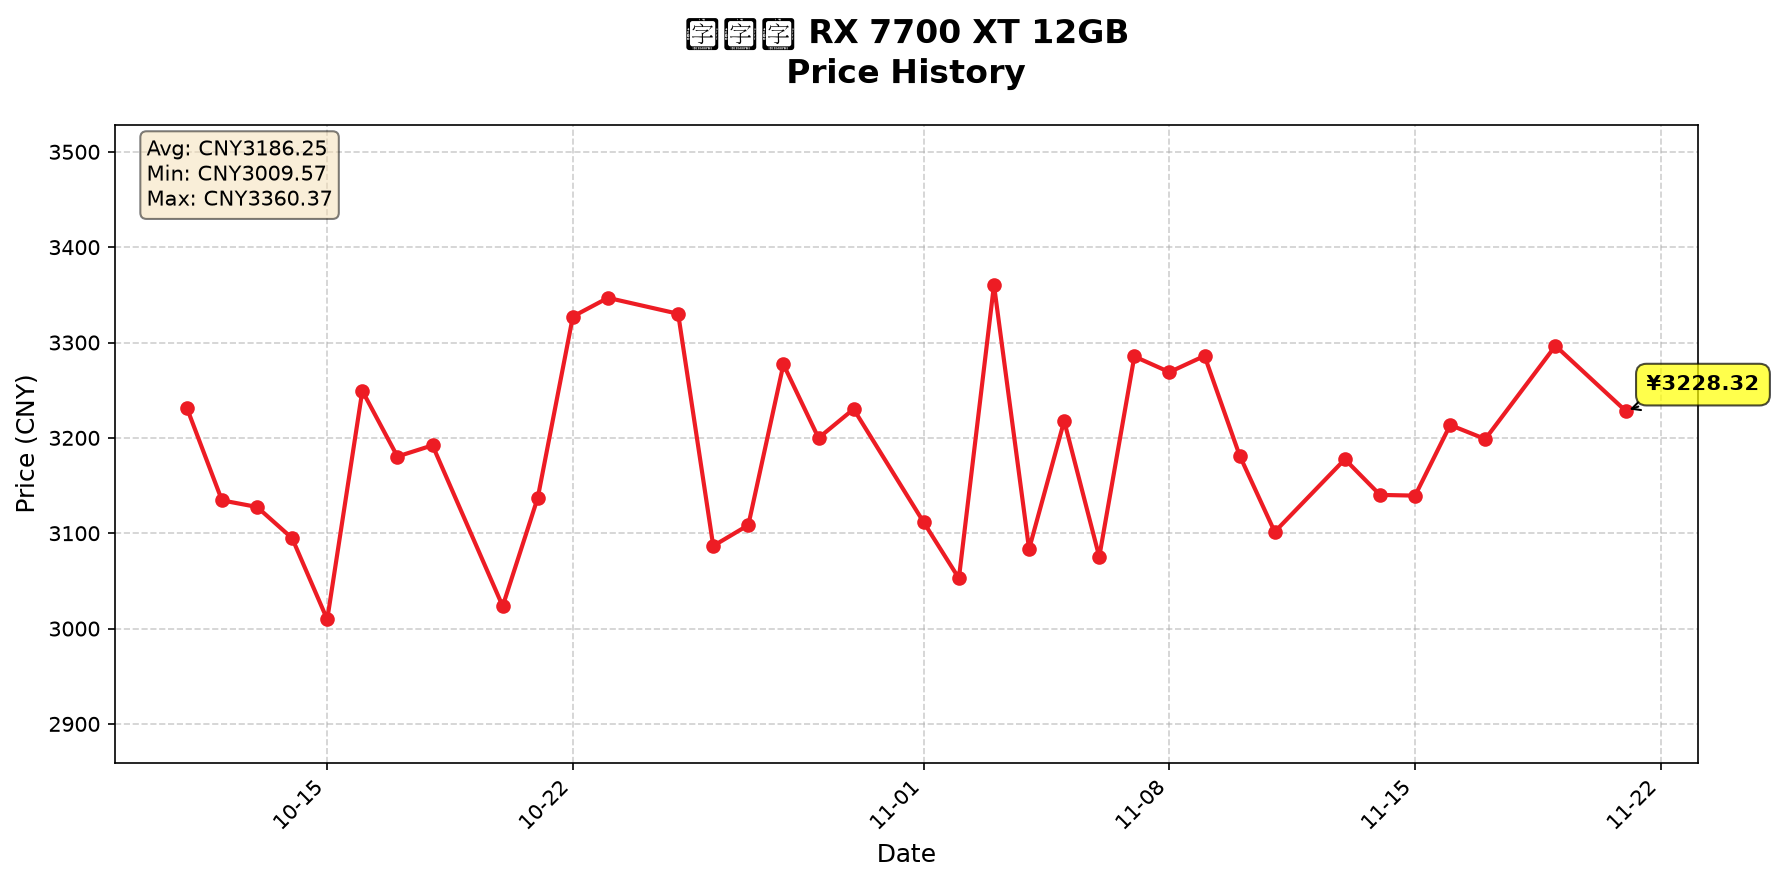 RX 7700 XT 12GB
Price History
Avg: CNY3186.25
Min: CNY3009.57
Max: CNY3360.37
3500
3400
3300
3200
3100
3000
2900
Price (CNY)
¥3228.32
10-15
10-22
11-01
11-08
11-15
11-22
Date